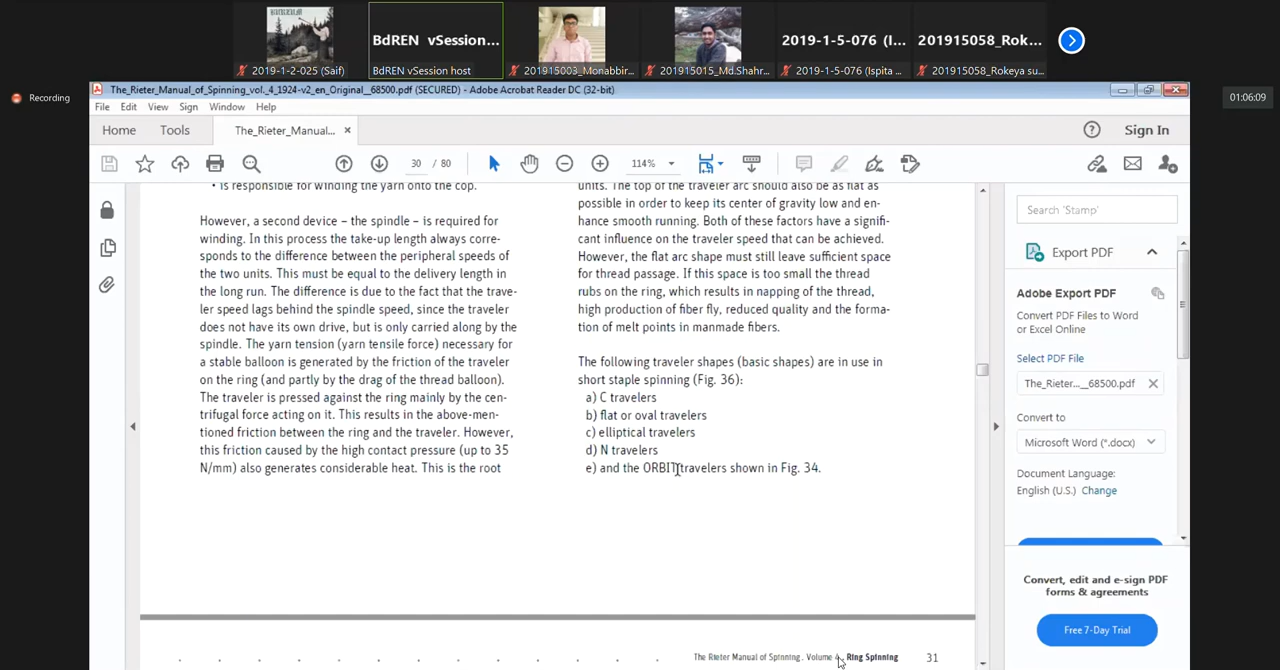 BURZUM
BdREN vSession...
2019-1-5-076 (I...
201915058_Rok...
2019-1-2-025 (Saif)
BdREN vSession host
201915003_Monabbir...
201915015_Md.Shahr...
2019-1-5-076 (Ispita ...
201915058_Rokeya su...
Recording
01:06:09
The_Rieter_Manual_of_Spinning_vol._4_1924-v2_en_Original__68500.pdf (SECURED) - Adobe Acrobat Reader DC (32-bit)
File Edit View Sign Window Help
Home Tools The_Rieter_Manual... × Sign In
30 / 80 114%
• is responsible for winding the yarn onto the cop.
However, a second device – the spindle – is required for
winding. In this process the take-up length always corre-
sponds to the difference between the peripheral speeds of
the two units. This must be equal to the delivery length in
the long run. The difference is due to the fact that the trave-
ler speed lags behind the spindle speed, since the traveler
does not have its own drive, but is only carried along by the
spindle. The yarn tension (yarn tensile force) necessary for
a stable balloon is generated by the friction of the traveler
on the ring (and partly by the drag of the thread balloon).
The traveler is pressed against the ring mainly by the cen-
trifugal force acting on it. This results in the above-men-
tioned friction between the ring and the traveler. However,
this friction caused by the high contact pressure (up to 35
N/mm) also generates considerable heat. This is the root
units. The top of the traveler arc should also be as flat as
possible in order to keep its center of gravity low and en-
hance smooth running. Both of these factors have a signifi-
cant influence on the traveler speed that can be achieved.
However, the flat arc shape must still leave sufficient space
for thread passage. If this space is too small the thread
rubs on the ring, which results in napping of the thread,
high production of fiber fly, reduced quality and the forma-
tion of melt points in manmade fibers.
The following traveler shapes (basic shapes) are in use in
short staple spinning (Fig. 36):
a) C travelers
b) flat or oval travelers
c) elliptical travelers
d) N travelers
e) and the ORBIT travelers shown in Fig. 34.
The Rieter Manual of Spinning . Volume 4 . Ring Spinning 31
Search 'Stamp'
Export PDF
Adobe Export PDF
Convert PDF Files to Word
or Excel Online
Select PDF File
The_Rieter_...__68500.pdf ×
Convert to
Microsoft Word (*.docx)
Document Language:
English (U.S.) Change
Convert, edit and e-sign PDF
forms & agreements
Free 7-Day Trial